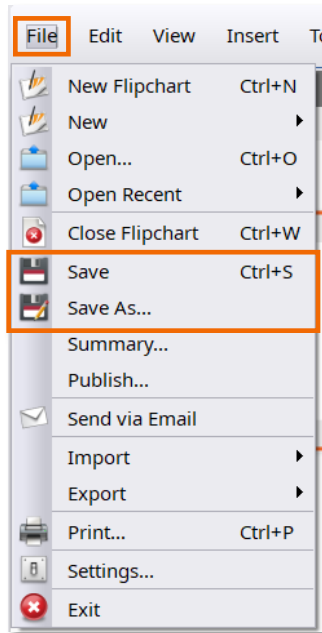 File Edit View Insert
New Flipchart Ctrl+N
New
Open... Ctrl+O
Open Recent
Close Flipchart Ctrl+W
Save Ctrl+S
Save As...
Summary...
Publish...
Send via Email
Import
Export
Print... Ctrl+P
Settings...
Exit